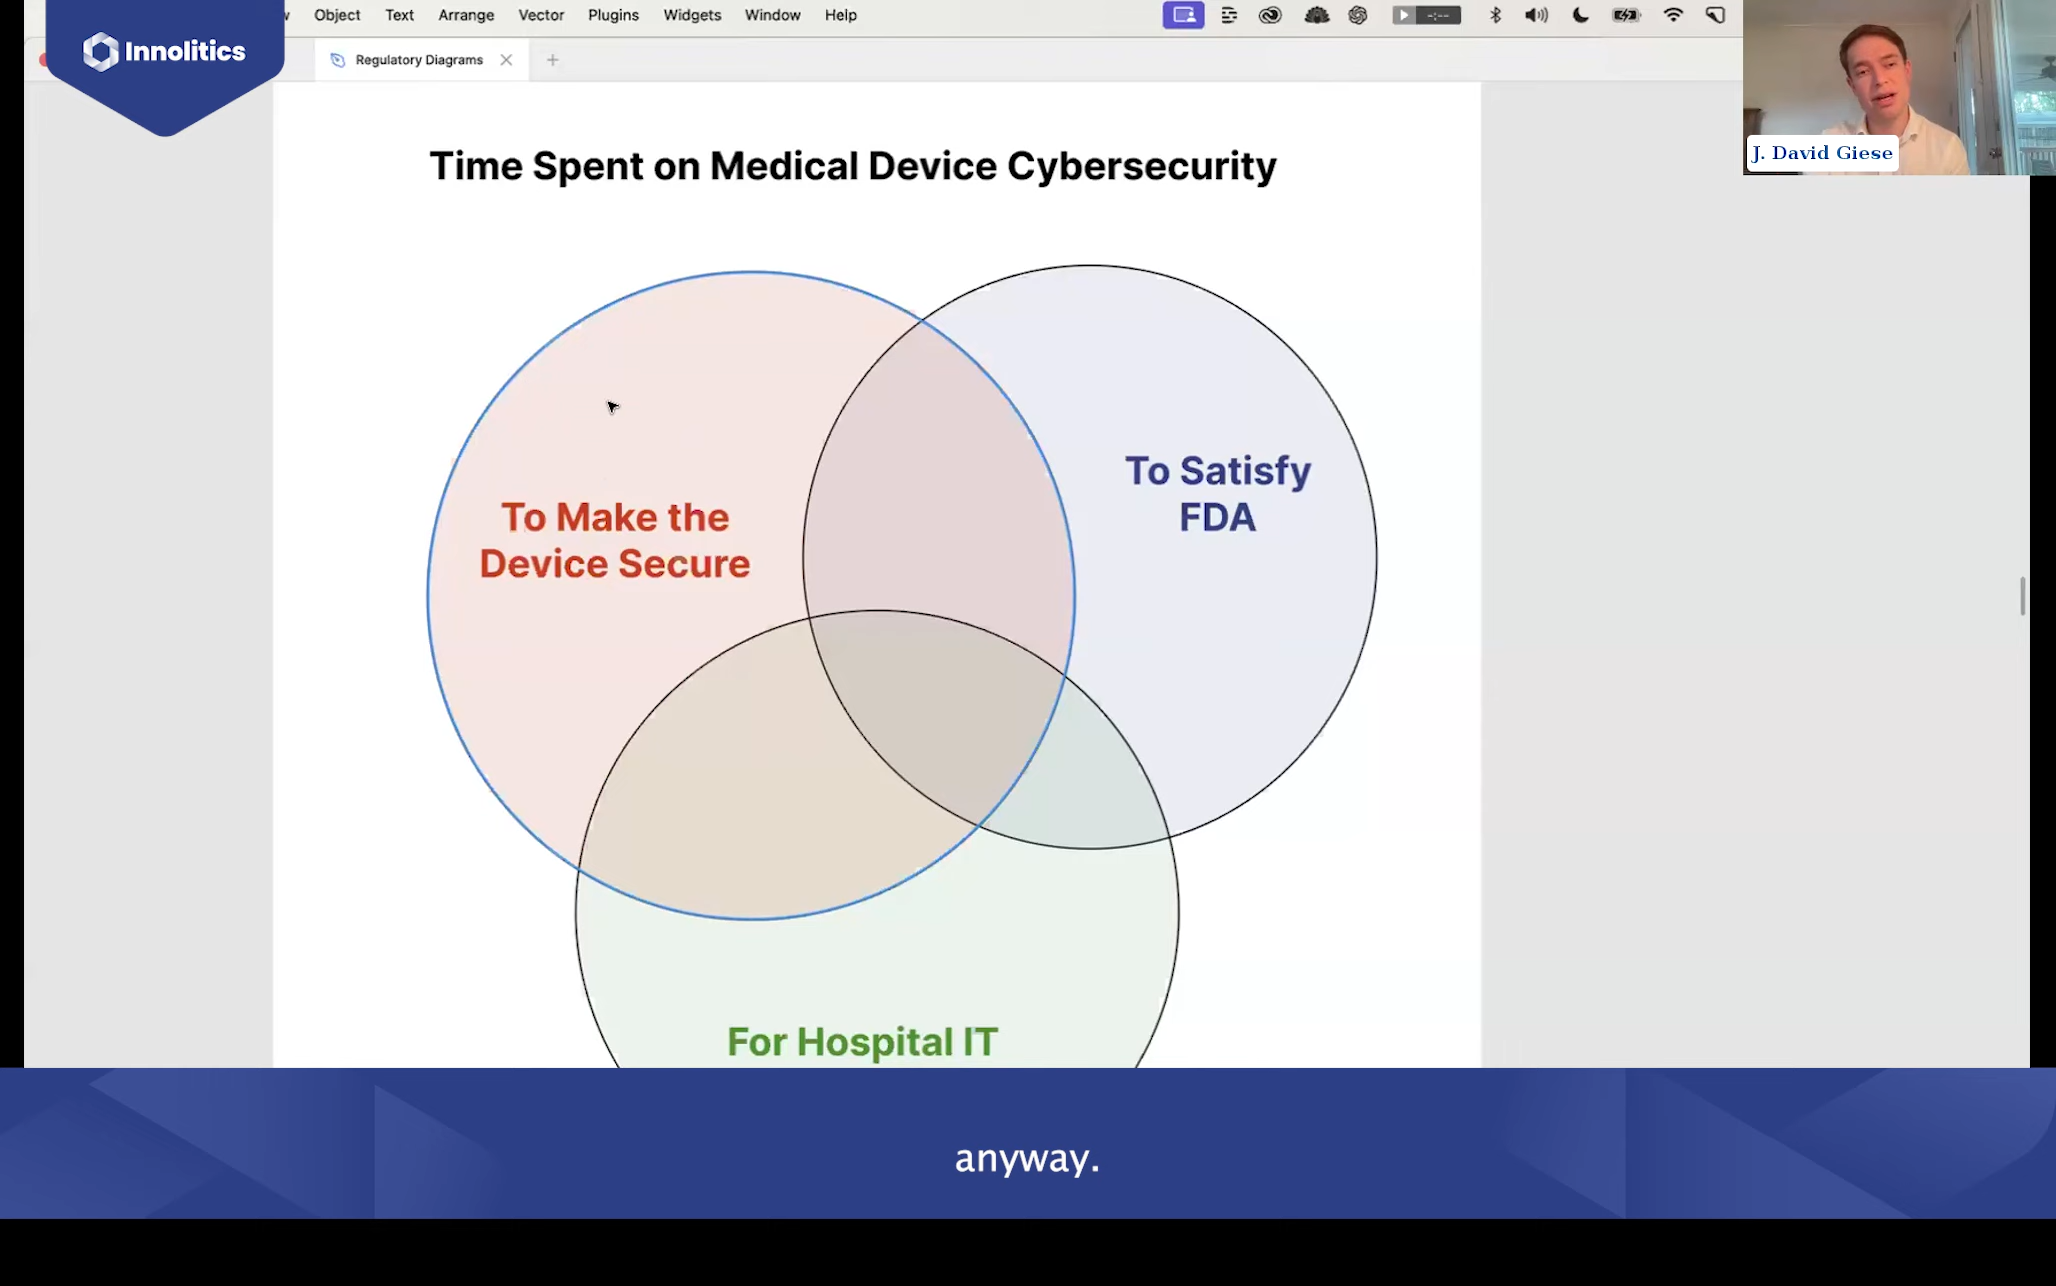 Object Text Arrange Vector Plugins Widgets Window Help
Innolitics
Regulatory Diagrams
J. David Giese
Time Spent on Medical Device Cybersecurity
To Satisfy
FDA
To Make the
Device Secure
For Hospital IT
anyway.